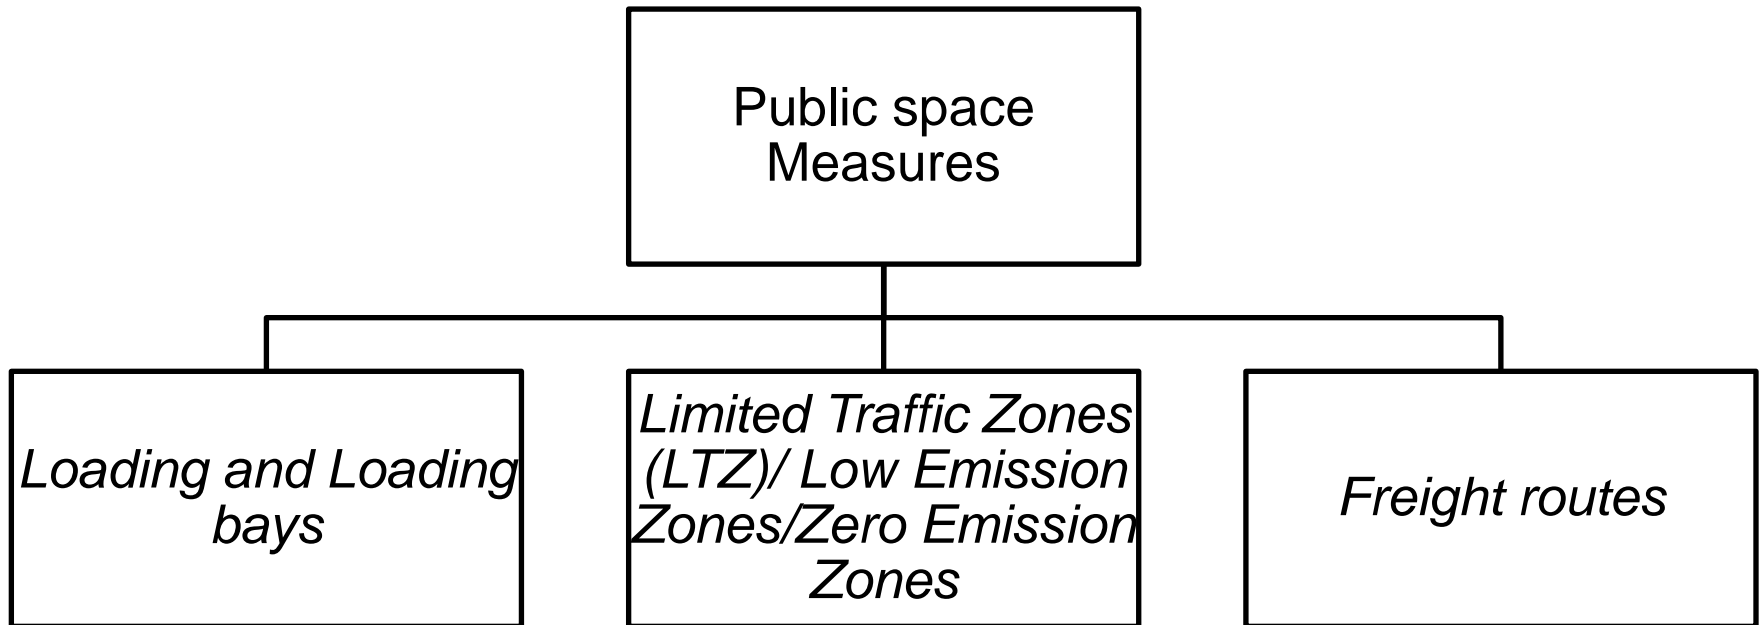 Public space
Measures
Loading and Loading
bays
Limited Traffic Zones
(LTZ)/ Low Emission
Zones/Zero Emission
Zones
Freight routes